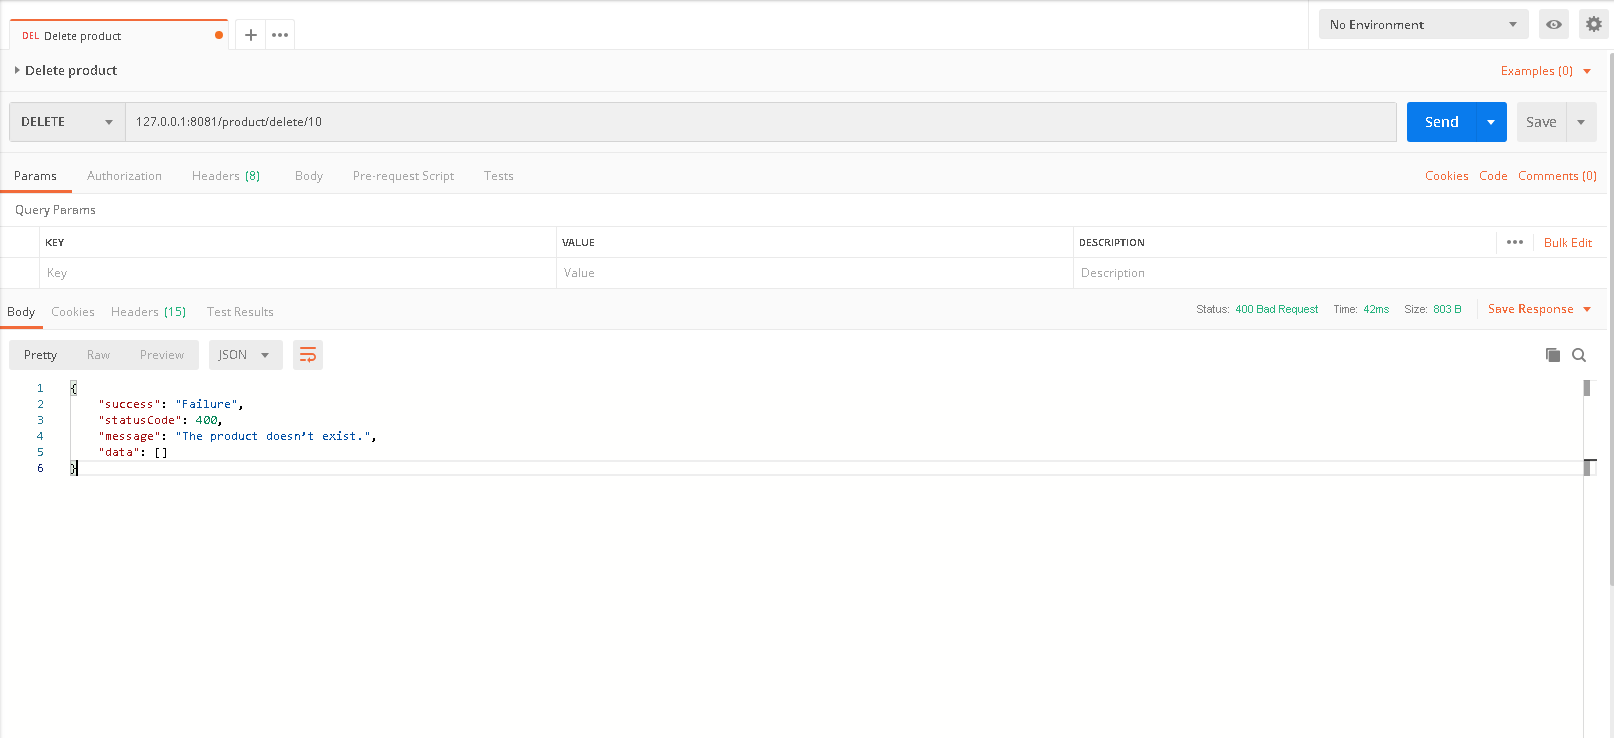 DEL Delete product
No Environment
Delete product
Examples (0)
DELETE 127.0.0.1:8081/product/delete/10 Send Save
Params Authorization Headers (8) Body Pre-request Script Tests Cookies Code Comments (0)
Query Params
KEY VALUE DESCRIPTION Bulk Edit
Key Value Description
Body Cookies Headers (15) Test Results Status: 400 Bad Request Time: 42ms Size: 803 B Save Response
Pretty Raw Preview JSON
1 {
2 "success": "Failure",
3 "statusCode": 400,
4 "message": "The product doesn’t exist.",
5 "data": []
6 }